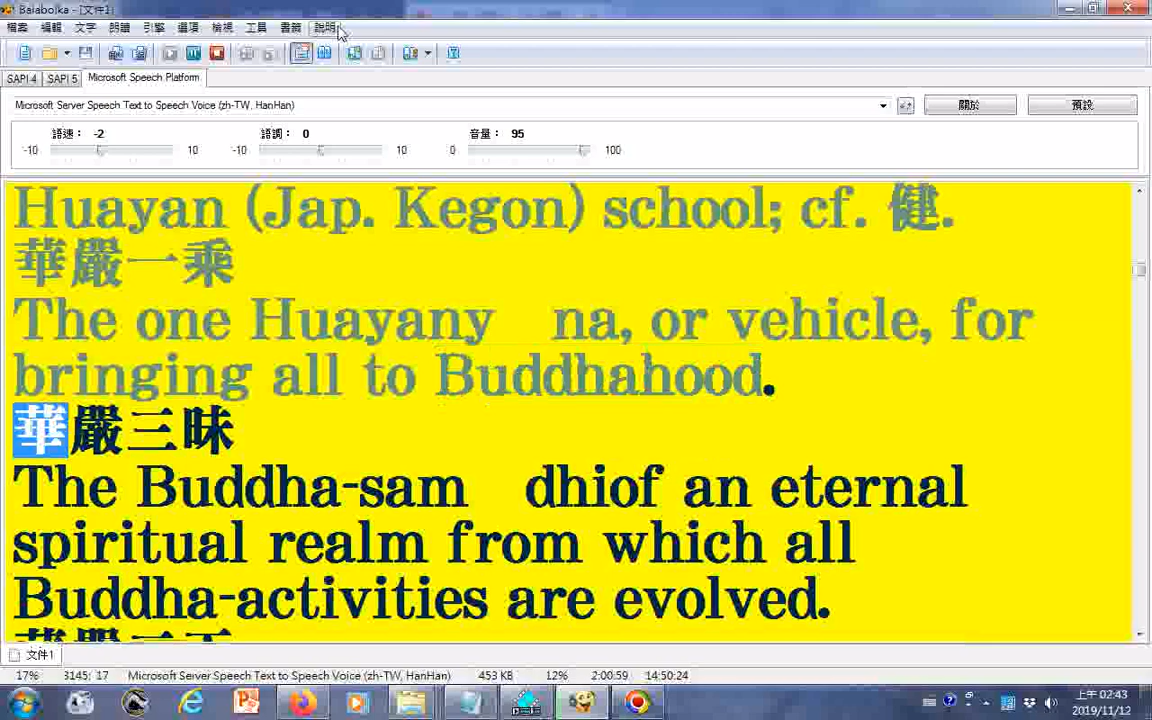 Balabolka - [文件1]
檔案 編輯 文字 朗讀 引擎 選項 檢視 工具 書籤 說明
SAPI 4 SAPI 5 Microsoft Speech Platform
Microsoft Server Speech Text to Speech Voice (zh-TW, HanHan) 關於 預設
語速： -2 語調： 0 音量： 95
-10 10 -10 10 0 100
Huayan (Jap. Kegon) school; cf. 健.
華嚴一乘
The one Huayany na, or vehicle, for
bringing all to Buddhahood.
華嚴三昧
The Buddha-sam dhiof an eternal
spiritual realm from which all
Buddha-activities are evolved.
文件1
17% 3145: 17 Microsoft Server Speech Text to Speech Voice (zh-TW, HanHan) 453 KB 12% 2:00:59 14:50:24
上午 02:43
2019/11/12